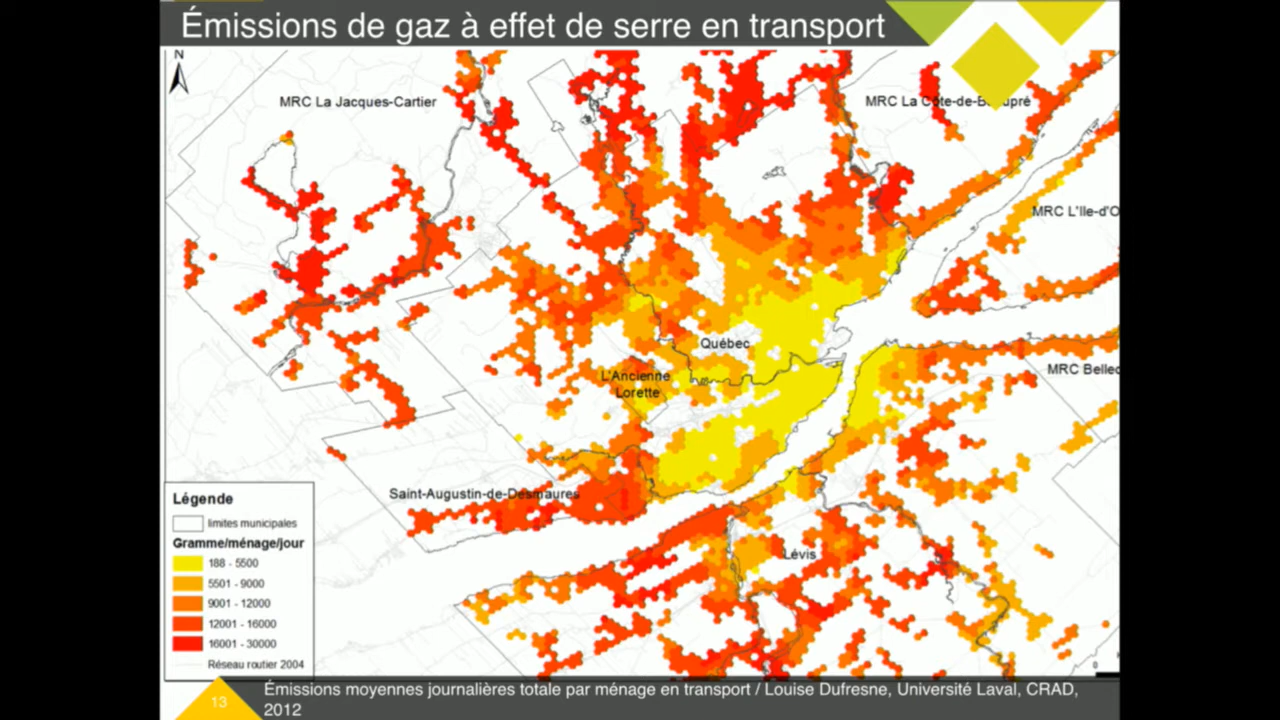 Émissions de gaz à effet de serre en transport
N
MRC La Jacques-Cartier
MRC La Côte-de-Beaupré
MRC L'Ile-d'O
Québec
MRC Bellec
L'Ancienne
Lorette
Saint-Augustin-de-Desmaures
Lévis
Légende
limites municipales
Gramme/ménage/jour
188 - 5500
5501 - 9000
9001 - 12000
12001 - 16000
16001 - 30000
Réseau routier 2004
0
13
Émissions moyennes journalières totale par ménage en transport / Louise Dufresne, Université Laval, CRAD,
2012